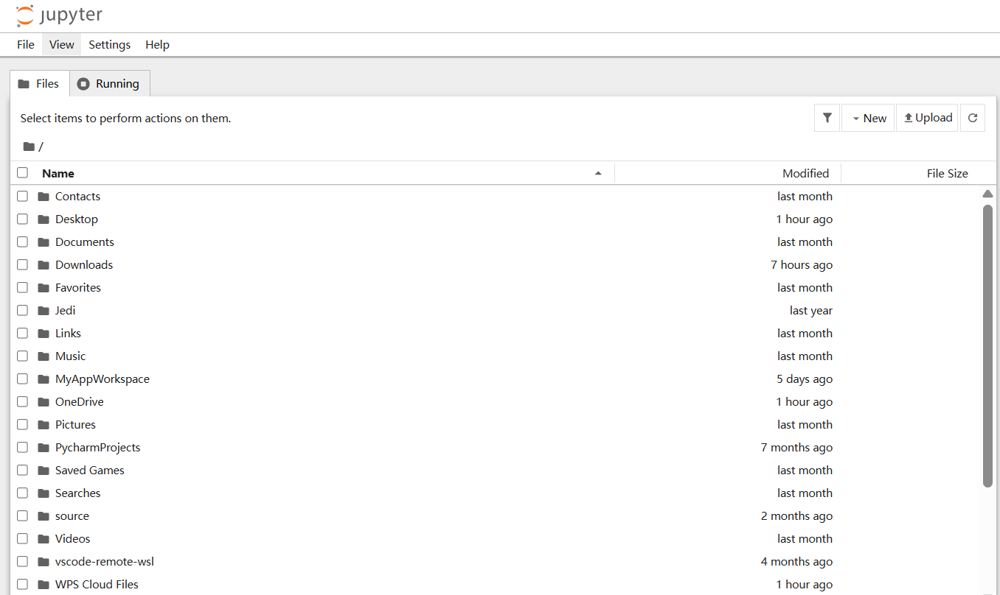 jupyter
File View Settings Help
Files Running
Select items to perform actions on them.
New Upload
/
Name Modified File Size
Contacts last month
Desktop 1 hour ago
Documents last month
Downloads 7 hours ago
Favorites last month
Jedi last year
Links last month
Music last month
MyAppWorkspace 5 days ago
OneDrive 1 hour ago
Pictures last month
PycharmProjects 7 months ago
Saved Games last month
Searches last month
source 2 months ago
Videos last month
vscode-remote-wsl 4 months ago
WPS Cloud Files 1 hour ago